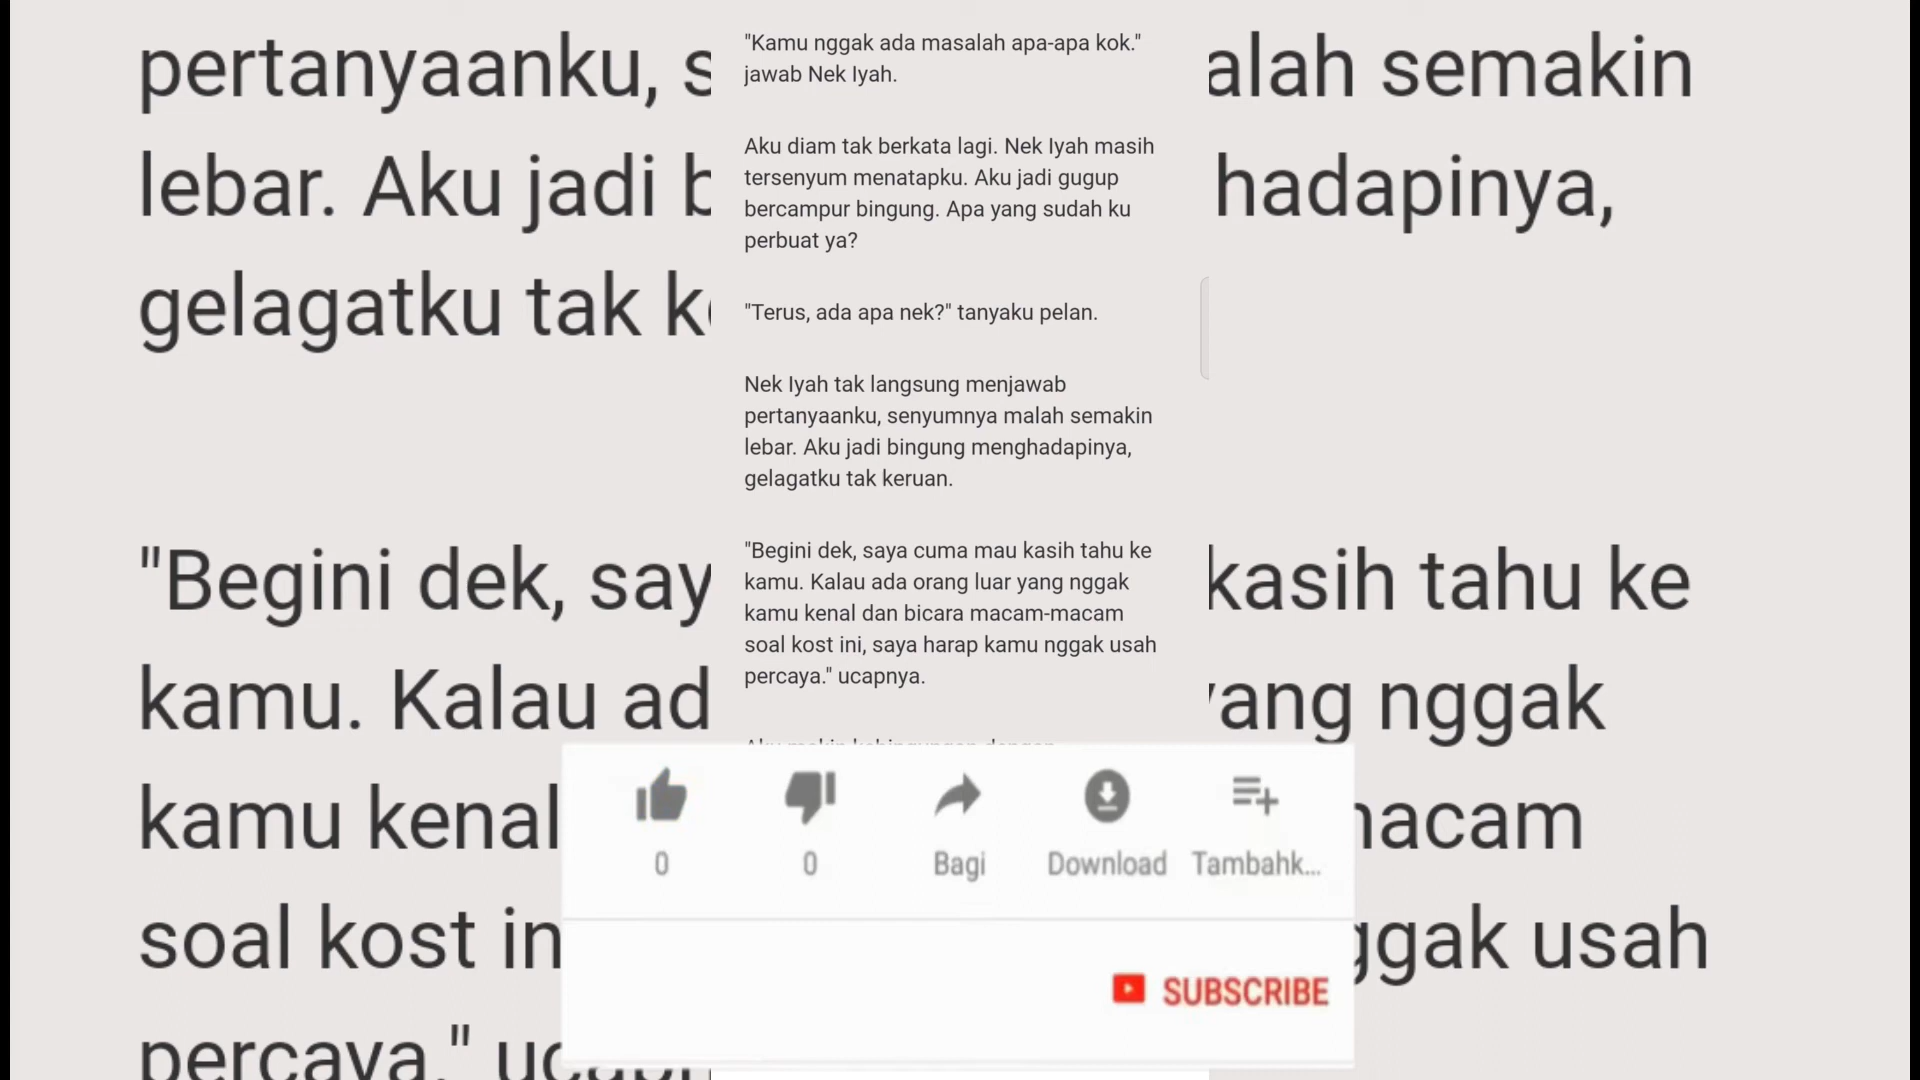 "Kamu nggak ada masalah apa-apa kok."
jawab Nek Iyah.
Aku diam tak berkata lagi. Nek Iyah masih
tersenyum menatapku. Aku jadi gugup
bercampur bingung. Apa yang sudah ku
perbuat ya?
"Terus, ada apa nek?" tanyaku pelan.
Nek Iyah tak langsung menjawab
pertanyaanku, senyumnya malah semakin
lebar. Aku jadi bingung menghadapinya,
gelagatku tak keruan.
"Begini dek, saya cuma mau kasih tahu ke
kamu. Kalau ada orang luar yang nggak
kamu kenal dan bicara macam-macam
soal kost ini, saya harap kamu nggak usah
percaya." ucapnya.
pertanyaanku, s
alah semakin
lebar. Aku jadi b
hadapinya,
gelagatku tak k
"Begini dek, say
kasih tahu ke
kamu. Kalau ad
yang nggak
kamu kenal
nacam
soal kost in
ggak usah
percaya."
0
0
Bagi
Download
Tambahk...
SUBSCRIBE